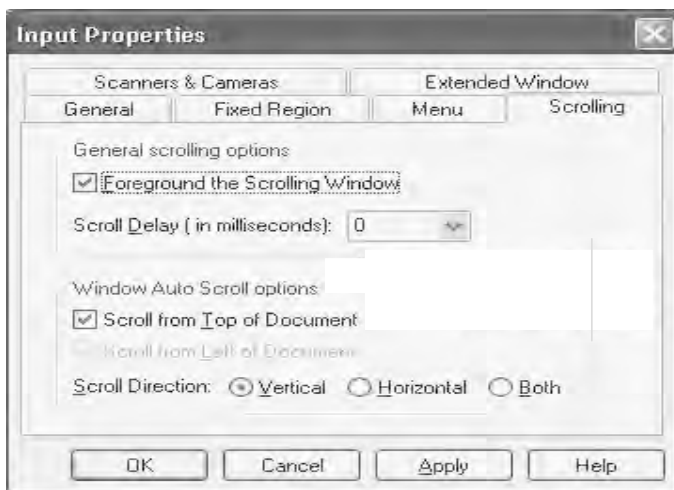 Input Properties
Scanners & Cameras Extended Window
General Fixed Region Menu Scrolling
General scrolling options
Foreground the Scrolling Window
Scroll Delay ( in milliseconds): 0
Window Auto Scroll options
Scroll from Top of Document
Scroll from Left of Document
Scroll Direction: Vertical Horizontal Both
OK Cancel Apply Help